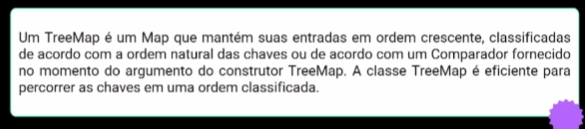 Um TreeMap é um Map que mantém suas entradas em ordem crescente, classificadas
de acordo com a ordem natural das chaves ou de acordo com um Comparador fornecido
no momento do argumento do construtor TreeMap. A classe TreeMap é eficiente para
percorrer as chaves em uma ordem classificada.